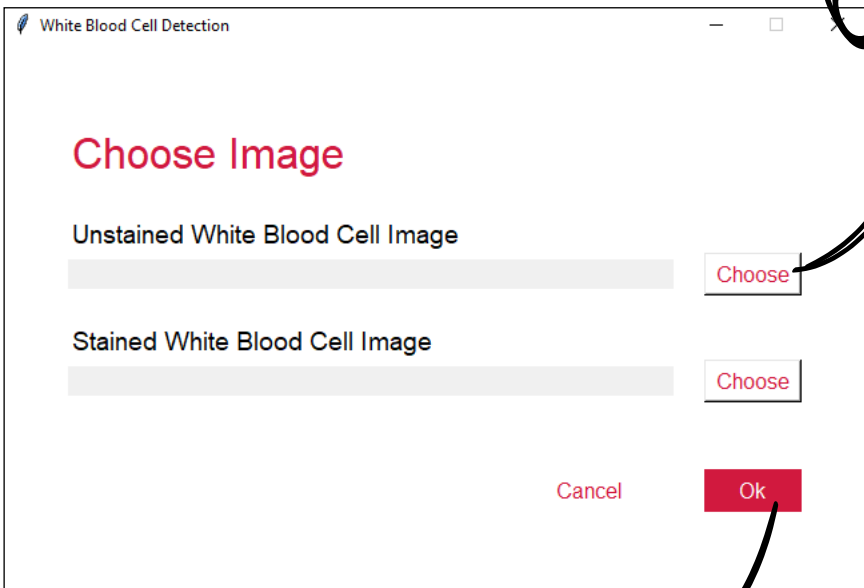 White Blood Cell Detection
Choose Image
Unstained White Blood Cell Image
Choose
Stained White Blood Cell Image
Choose
Cancel Ok